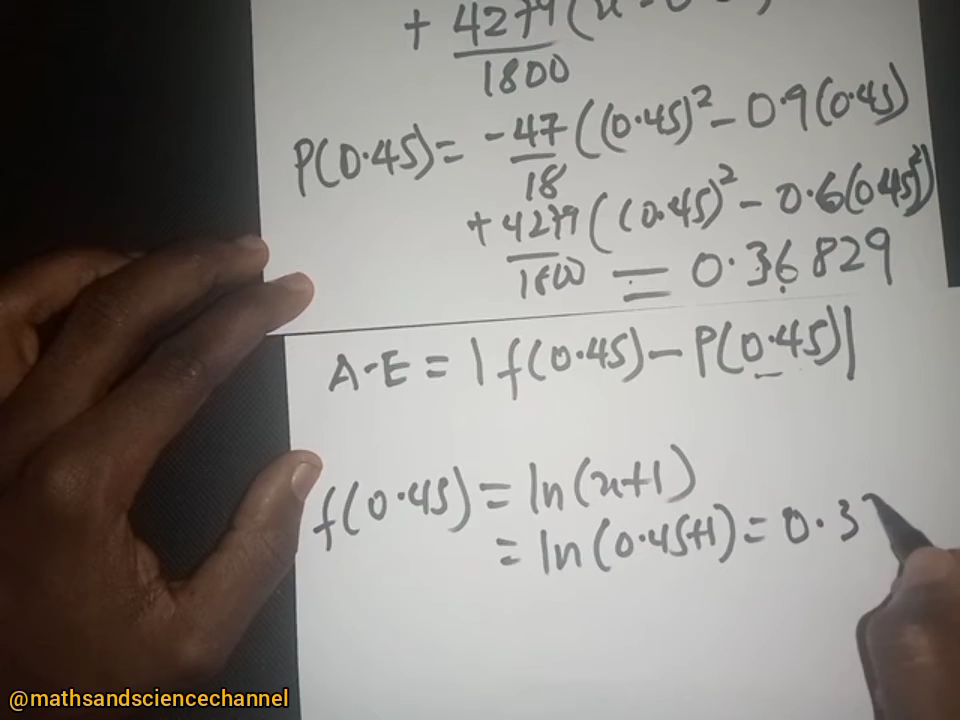 + 4279/1800
P(0.45) = -47/18 ((0.45)² - 0.9(0.45)
+ 4279/1800 ((0.45)² - 0.6(0.45)²)
= 0.36829
A-E = |f(0.45) - P(0.45)|
f(0.45) = ln(x+1)
= ln(0.45+1) = 0.3
@mathsandsciencechannel